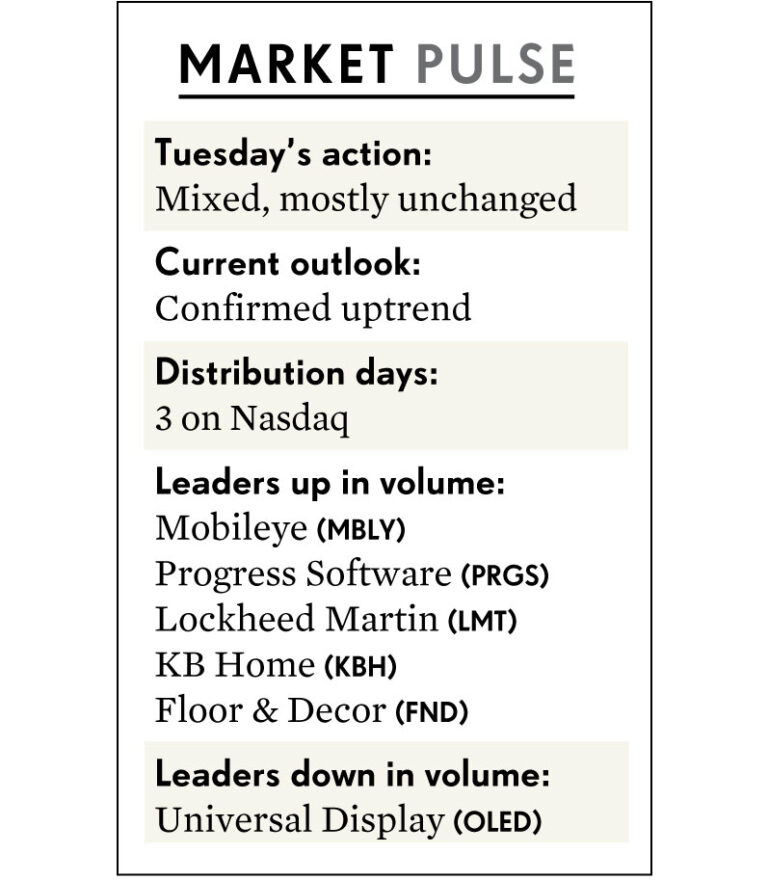 MARKET PULSE
Tuesday’s action:
Mixed, mostly unchanged
Current outlook:
Confirmed uptrend
Distribution days:
3 on Nasdaq
Leaders up in volume:
Mobileye (MBLY)
Progress Software (PRGS)
Lockheed Martin (LMT)
KB Home (KBH)
Floor & Decor (FND)
Leaders down in volume:
Universal Display (OLED)